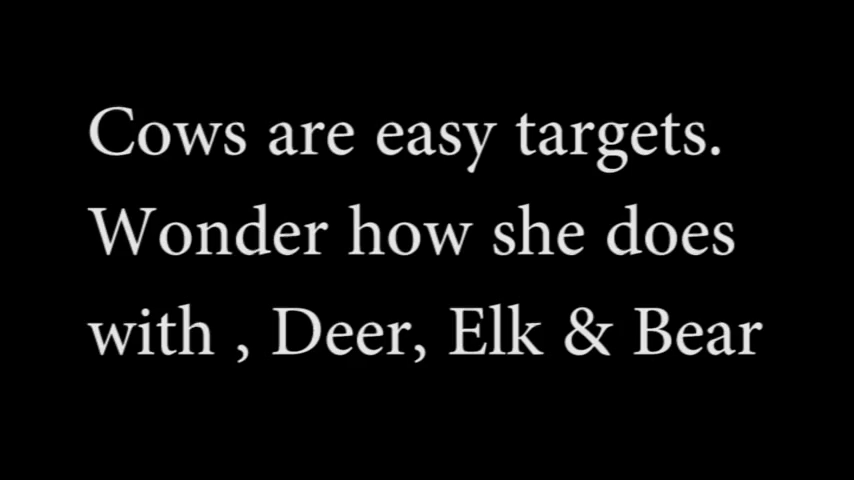 Cows are easy targets.
Wonder how she does
with , Deer, Elk & Bear